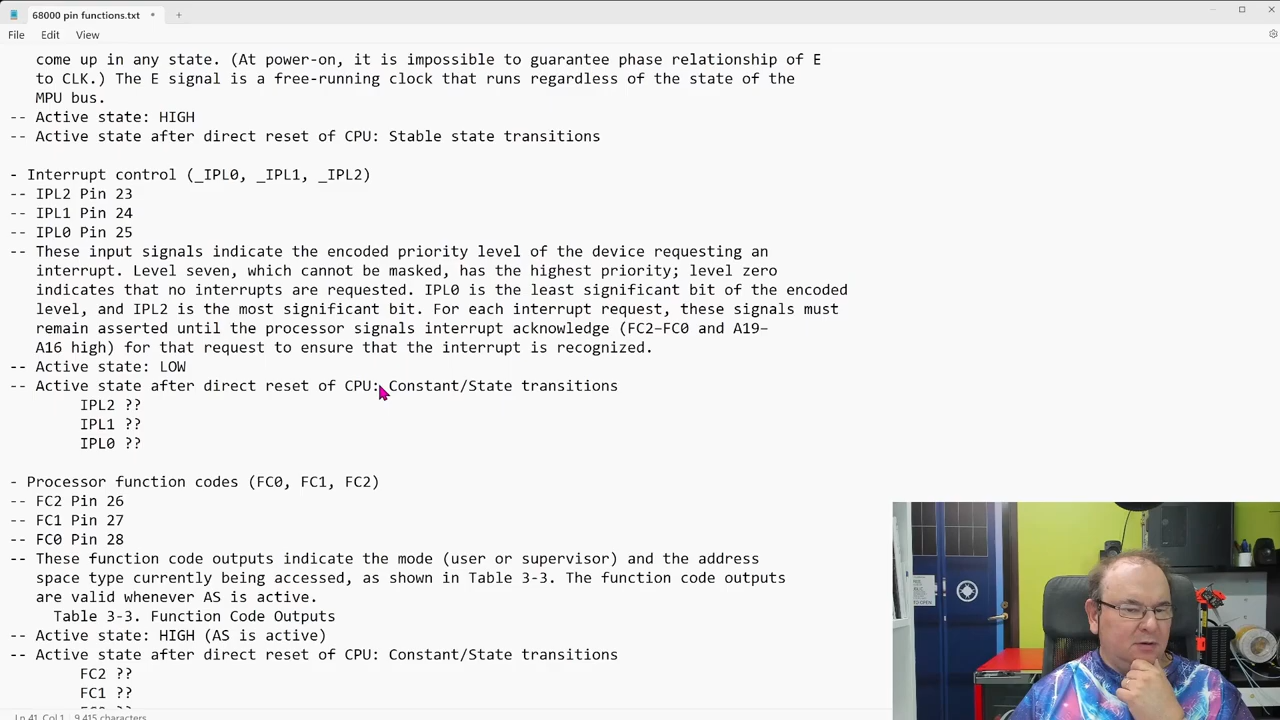 68000 pin functions.txt
File Edit View
come up in any state. (At power-on, it is impossible to guarantee phase relationship of E
to CLK.) The E signal is a free-running clock that runs regardless of the state of the
MPU bus.
-- Active state: HIGH
-- Active state after direct reset of CPU: Stable state transitions
- Interrupt control (_IPL0, _IPL1, _IPL2)
-- IPL2 Pin 23
-- IPL1 Pin 24
-- IPL0 Pin 25
-- These input signals indicate the encoded priority level of the device requesting an
interrupt. Level seven, which cannot be masked, has the highest priority; level zero
indicates that no interrupts are requested. IPL0 is the least significant bit of the encoded
level, and IPL2 is the most significant bit. For each interrupt request, these signals must
remain asserted until the processor signals interrupt acknowledge (FC2–FC0 and A19–
A16 high) for that request to ensure that the interrupt is recognized.
-- Active state: LOW
-- Active state after direct reset of CPU: Constant/State transitions
IPL2 ??
IPL1 ??
IPL0 ??
- Processor function codes (FC0, FC1, FC2)
-- FC2 Pin 26
-- FC1 Pin 27
-- FC0 Pin 28
-- These function code outputs indicate the mode (user or supervisor) and the address
space type currently being accessed, as shown in Table 3-3. The function code outputs
are valid whenever AS is active.
Table 3-3. Function Code Outputs
-- Active state: HIGH (AS is active)
-- Active state after direct reset of CPU: Constant/State transitions
FC2 ??
FC1 ??
Ln 41, Col 1 9,415 characters